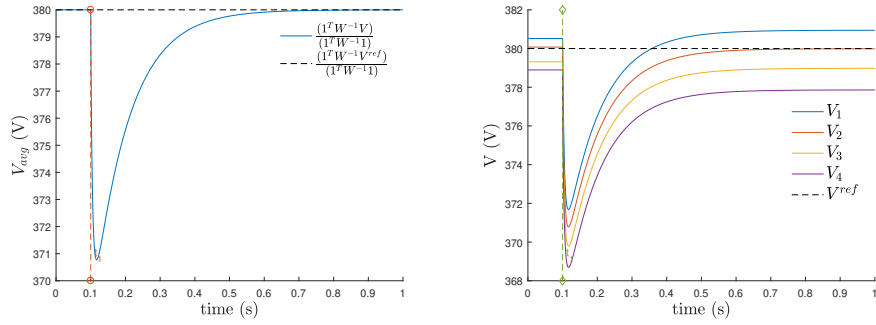 380
379
378
377
376
375
374
373
372
371
370
V_{avg} (V)
0 0.1 0.2 0.3 0.4 0.5 0.6 0.7 0.8 0.9 1
time (s)
(1^T W^{-1} V)
(1^T W^{-1} 1)
(1^T W^{-1} V^{ref})
(1^T W^{-1} 1)
382
380
378
376
374
372
370
368
V (V)
0 0.1 0.2 0.3 0.4 0.5 0.6 0.7 0.8 0.9 1
time (s)
V_1
V_2
V_3
V_4
V^{ref}